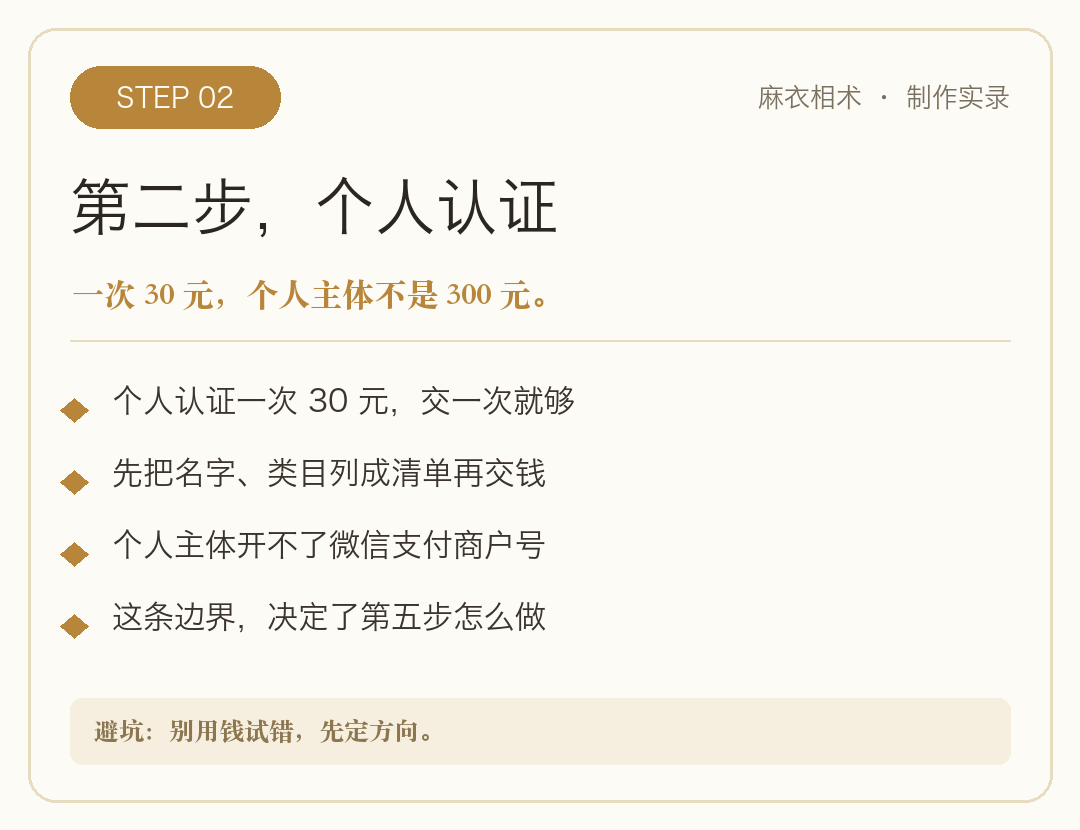 STEP 02
麻衣相术 · 制作实录
第二步，个人认证
一次 30 元，个人主体不是 300 元。
个人认证一次 30 元，交一次就够
先把名字、类目列成清单再交钱
个人主体开不了微信支付商户号
这条边界，决定了第五步怎么做
避坑：别用钱试错，先定方向。